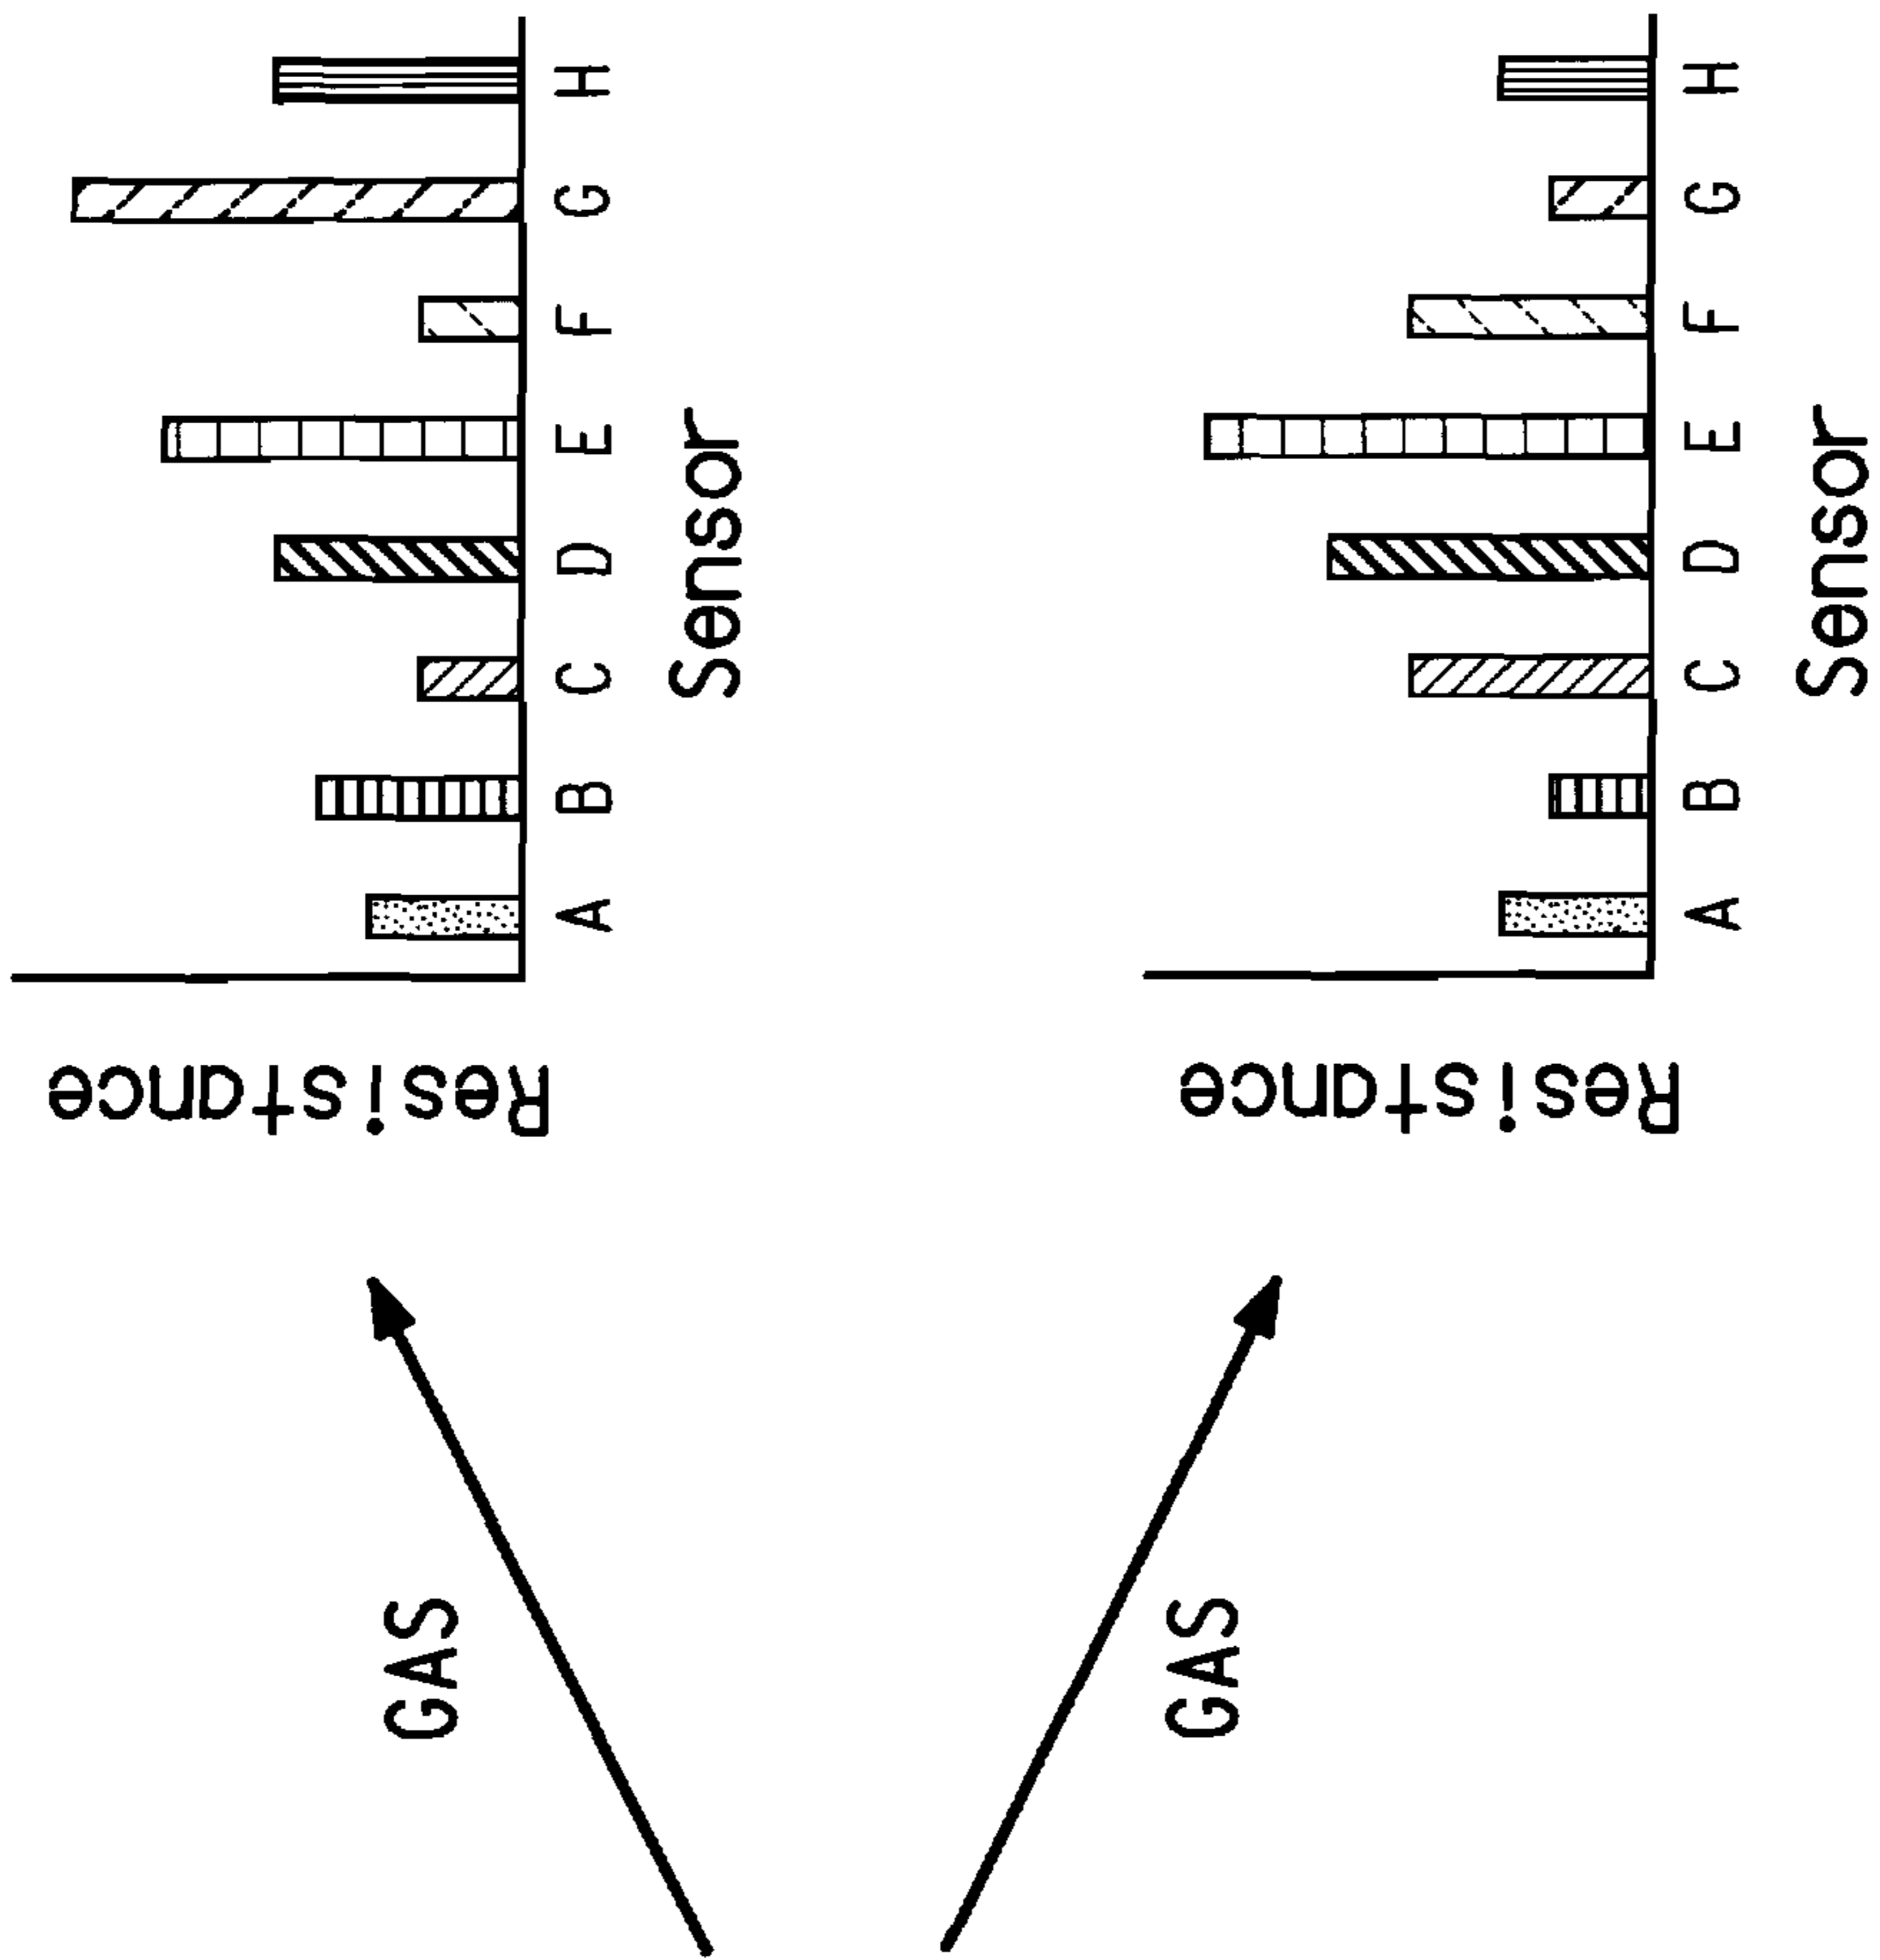 GAS
Resistance
A B C D E F G H
Sensor
GAS
Resistance
A B C D E F G H
Sensor